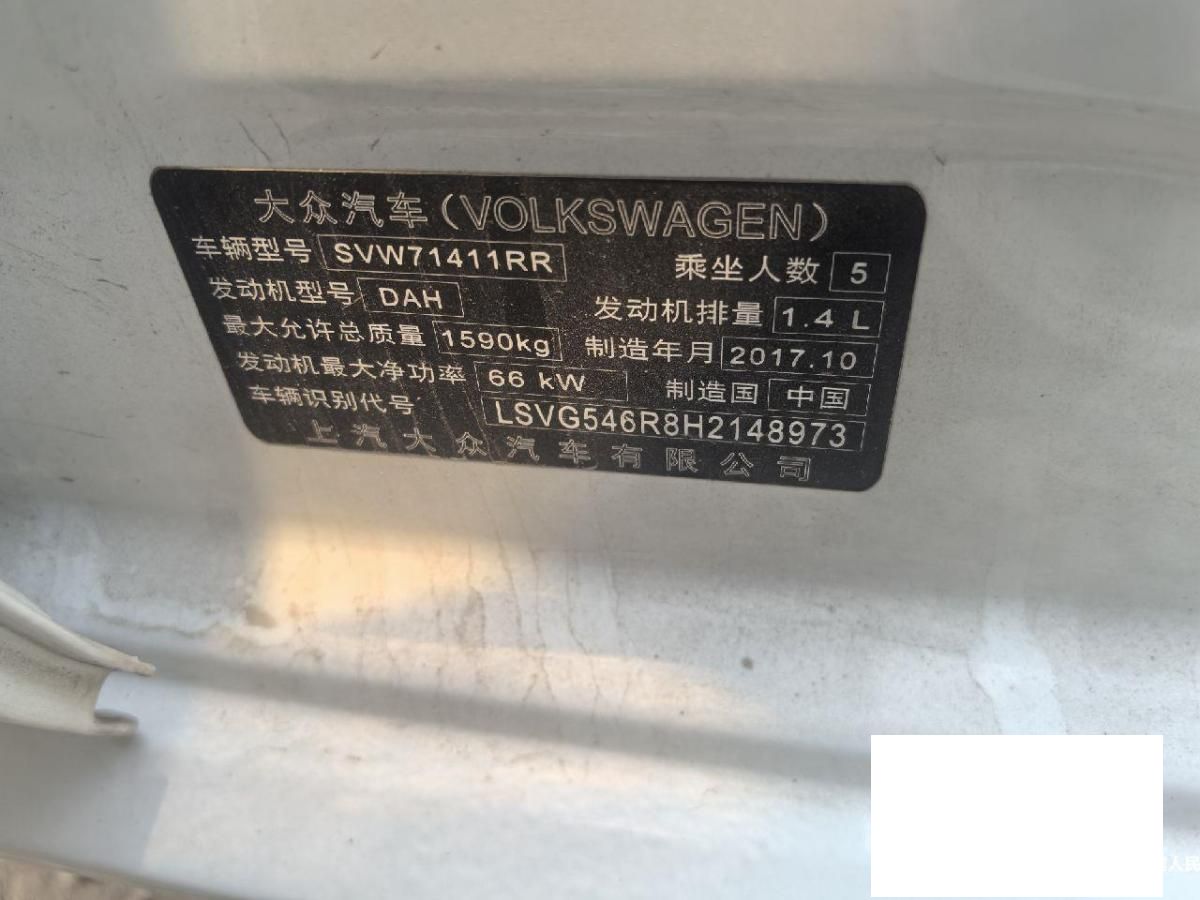 大众汽车(VOLKSWAGEN)
车辆型号 SVW71411RR 乘坐人数 5
发动机型号 DAH 发动机排量 1.4 L
最大允许总质量 1590kg 制造年月 2017.10
发动机最大净功率 66 kW 制造国 中国
车辆识别代号 LSVG546R8H2148973
上汽大众汽车有限公司
人民